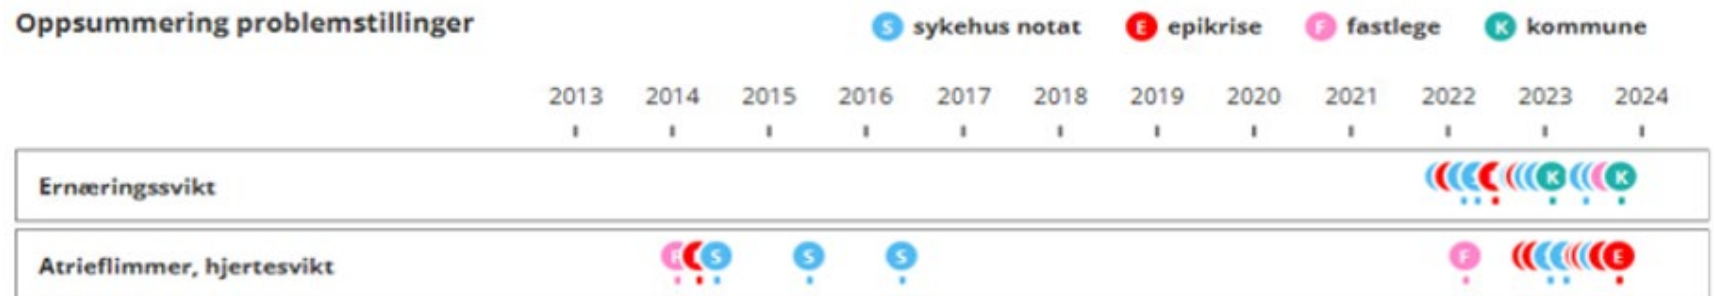 Oppsummering problemstillinger S sykehus notat E epikrise F fastlege K kommune
2013 2014 2015 2016 2017 2018 2019 2020 2021 2022 2023 2024
Ernæringssvikt K K
Atrieflimmer, hjertesvikt F S S S F E